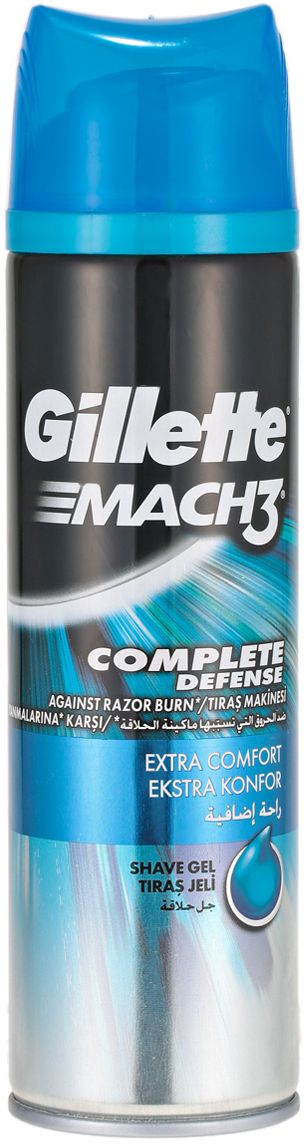 Gillette®
MACH3®
COMPLETE
DEFENSE
AGAINST RAZOR BURN*/TIRAŞ MAKİNESİ
YANMALARINA* KARŞI/ ضد الحروق التي تسببها ماكينة الحلاقة*
EXTRA COMFORT
EKSTRA KONFOR
راحة إضافية
SHAVE GEL
TIRAŞ JELİ
جل حلاقة